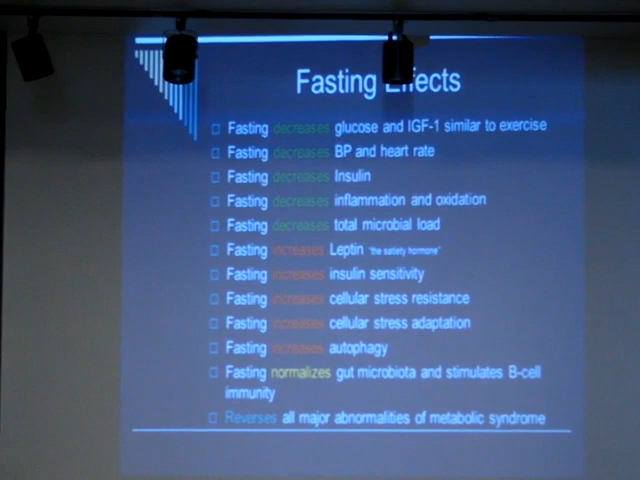 Fasting Effects
Fasting decreases glucose and IGF-1 similar to exercise
Fasting decreases BP and heart rate
Fasting decreases Insulin
Fasting decreases inflammation and oxidation
Fasting decreases total microbial load
Fasting increases Leptin "the satiety hormone"
Fasting increases insulin sensitivity
Fasting increases cellular stress resistance
Fasting increases cellular stress adaptation
Fasting increases autophagy
Fasting normalizes gut microbiota and stimulates B-cell
immunity
Reverses all major abnormalities of metabolic syndrome